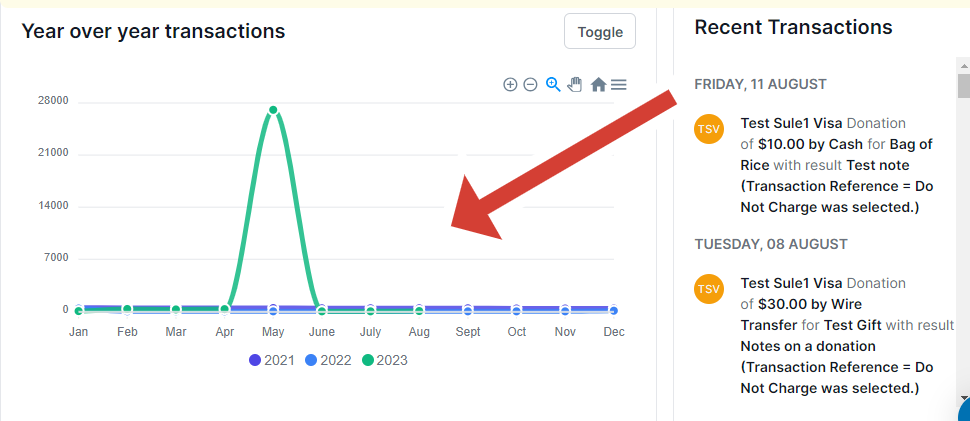 Year over year transactions
Toggle
28000
21000
14000
7000
0
Jan Feb Mar Apr May June July Aug Sept Oct Nov Dec
2021 2022 2023
Recent Transactions
FRIDAY, 11 AUGUST
TSV
Test Sule1 Visa Donation
of $10.00 by Cash for Bag of
Rice with result Test note
(Transaction Reference = Do
Not Charge was selected.)
TUESDAY, 08 AUGUST
TSV
Test Sule1 Visa Donation
of $30.00 by Wire
Transfer for Test Gift with result
Notes on a donation
(Transaction Reference = Do
Not Charge was selected.)